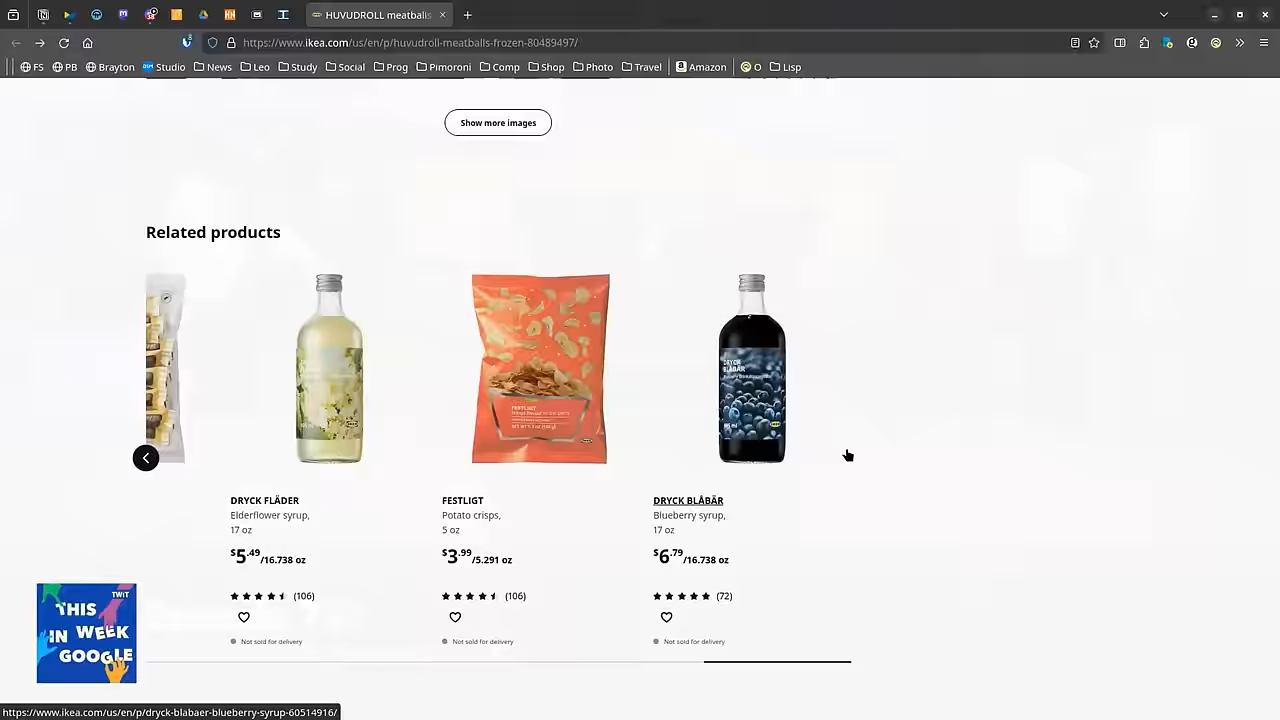 HUVUDROLL meatballs
https://www.ikea.com/us/en/p/huvudroll-meatballs-frozen-80489497/
FS PB Brayton Studio News Leo Study Social Prog Pimoroni Comp Shop Photo Travel Amazon O Lisp
Show more images
Related products
DRYCK
BLÅBÄR
FESTLIGT
DRYCK FLÄDER
Elderflower syrup,
17 oz
$5.49/16.738 oz
(106)
Not sold for delivery
FESTLIGT
Potato crisps,
5 oz
$3.99/5.291 oz
(106)
Not sold for delivery
DRYCK BLÅBÄR
Blueberry syrup,
17 oz
$6.79/16.738 oz
(72)
Not sold for delivery
TWiT
THIS
IN WEEK
GOOGLE
https://www.ikea.com/us/en/p/dryck-blabaer-blueberry-syrup-60514916/